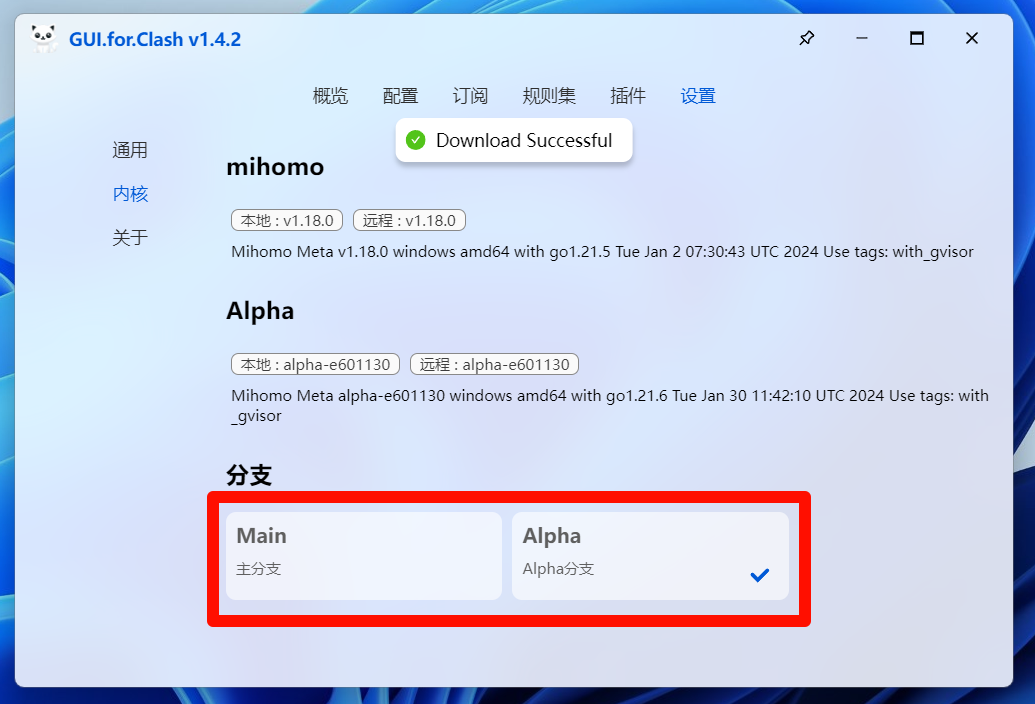 GUI.for.Clash v1.4.2
概览 配置 订阅 规则集 插件 设置
Download Successful
通用
内核
关于
mihomo
本地 : v1.18.0 远程 : v1.18.0
Mihomo Meta v1.18.0 windows amd64 with go1.21.5 Tue Jan 2 07:30:43 UTC 2024 Use tags: with_gvisor
Alpha
本地 : alpha-e601130 远程 : alpha-e601130
Mihomo Meta alpha-e601130 windows amd64 with go1.21.6 Tue Jan 30 11:42:10 UTC 2024 Use tags: with
_gvisor
分支
Main
主分支
Alpha
Alpha分支